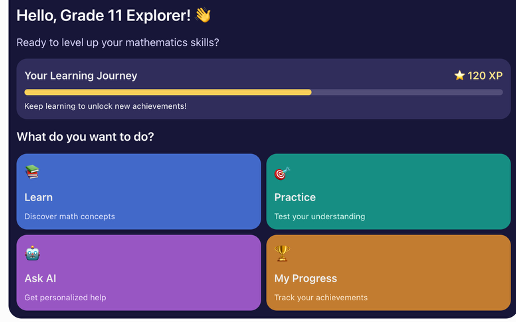 Hello, Grade 11 Explorer! 👋
Ready to level up your mathematics skills?
Your Learning Journey
⭐ 120 XP
Keep learning to unlock new achievements!
What do you want to do?
Learn
Discover math concepts
Practice
Test your understanding
Ask AI
Get personalized help
My Progress
Track your achievements